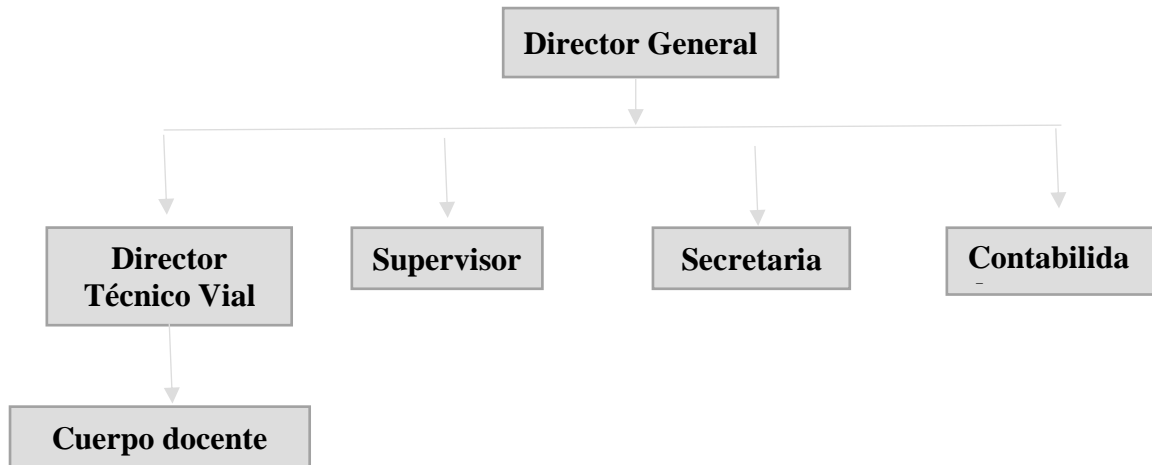 Director General
Director
Técnico Vial
Supervisor
Secretaria
Contabilida
Cuerpo docente